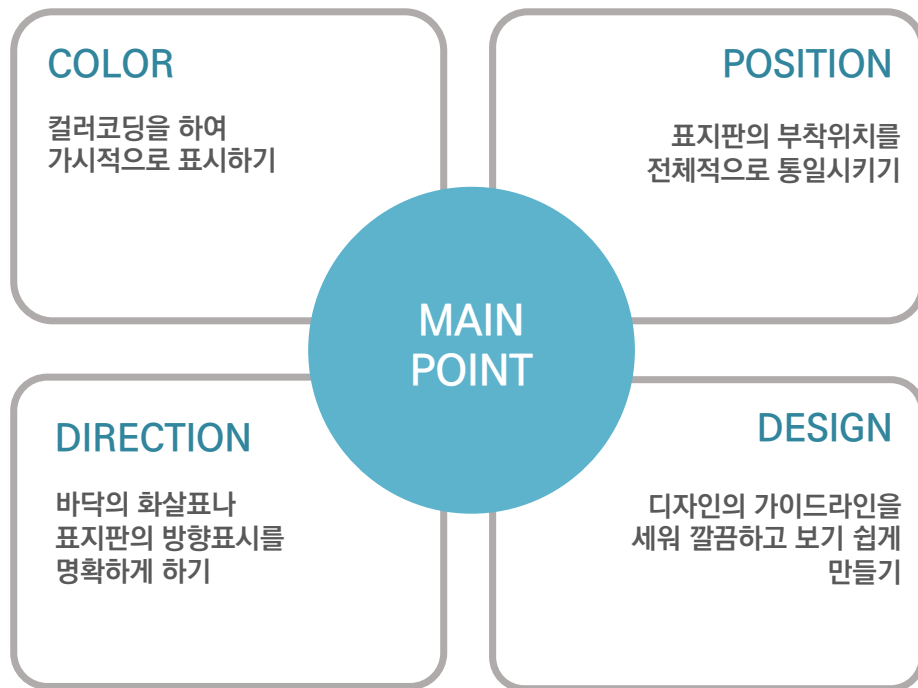 COLOR
컬러코딩을 하여
가시적으로 표시하기
POSITION
표지판의 부착위치를
전체적으로 통일시키기
MAIN
POINT
DIRECTION
바닥의 화살표나
표지판의 방향표시를
명확하게 하기
DESIGN
디자인의 가이드라인을
세워 깔끔하고 보기 쉽게
만들기